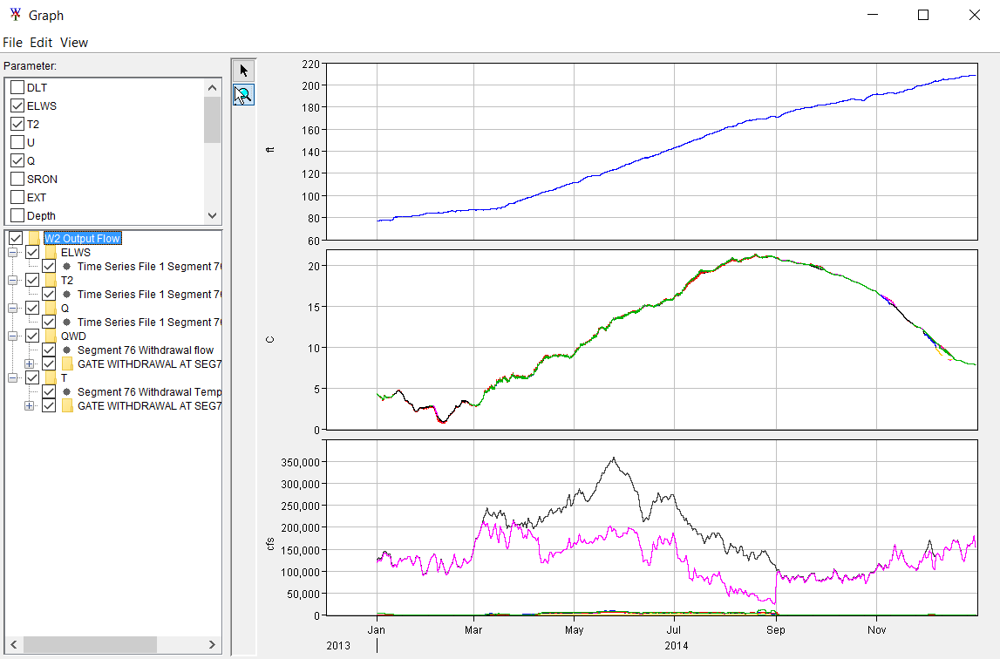 Graph
File Edit View
Parameter:
DLT
ELWS
T2
U
Q
SRON
EXT
Depth
W2 Output Flow
ELWS
Time Series File 1 Segment 7
T2
Time Series File 1 Segment 7
Q
Time Series File 1 Segment 7
QWD
Segment 76 Withdrawal flow
GATE WITHDRAWAL AT SEG7
T
Segment 76 Withdrawal Temp
GATE WITHDRAWAL AT SEG7
220
200
180
160
140
120
100
80
60
ft
20
15
10
5
0
C
350,000
300,000
250,000
200,000
150,000
100,000
50,000
0
cfs
Jan Mar May Jul Sep Nov
2013 2014